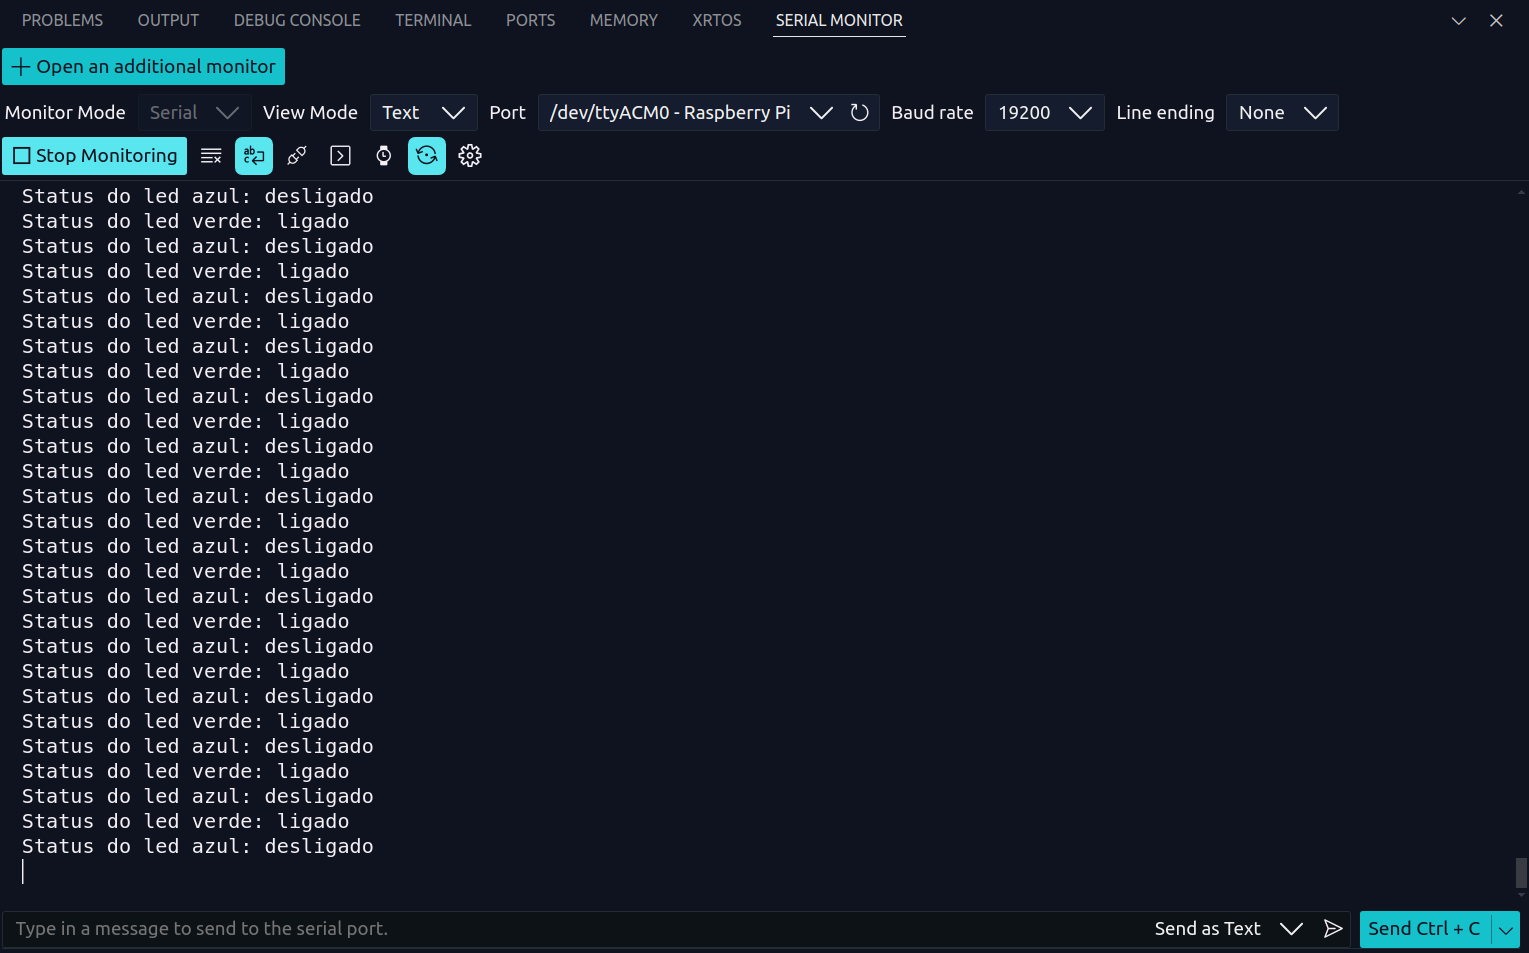 PROBLEMS OUTPUT DEBUG CONSOLE TERMINAL PORTS MEMORY XRTOS SERIAL MONITOR
Open an additional monitor
Monitor Mode Serial View Mode Text Port /dev/ttyACM0 - Raspberry Pi Baud rate 19200 Line ending None
Stop Monitoring
Status do led azul: desligado
Status do led verde: ligado
Status do led azul: desligado
Status do led verde: ligado
Status do led azul: desligado
Status do led verde: ligado
Status do led azul: desligado
Status do led verde: ligado
Status do led azul: desligado
Status do led verde: ligado
Status do led azul: desligado
Status do led verde: ligado
Status do led azul: desligado
Status do led verde: ligado
Status do led azul: desligado
Status do led verde: ligado
Status do led azul: desligado
Status do led verde: ligado
Status do led azul: desligado
Status do led verde: ligado
Status do led azul: desligado
Status do led verde: ligado
Status do led azul: desligado
Status do led verde: ligado
Status do led azul: desligado
Status do led verde: ligado
Status do led azul: desligado
Type in a message to send to the serial port. Send as Text Send Ctrl + C